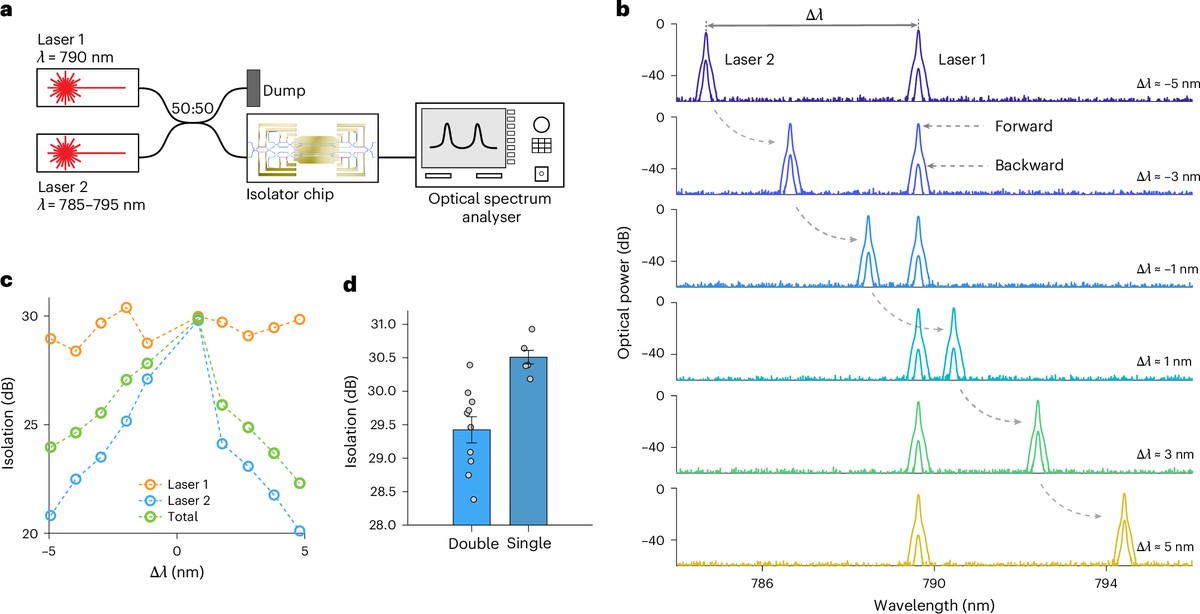 a
Laser 1
λ = 790 nm
50:50
Dump
Laser 2
λ = 785–795 nm
Isolator chip
Optical spectrum
analyser
b
Δλ
Laser 2
Laser 1
Forward
Backward
Δλ ≈ −5 nm
Δλ ≈ −3 nm
Δλ ≈ −1 nm
Δλ ≈ 1 nm
Δλ ≈ 3 nm
Δλ ≈ 5 nm
0
−40
0
−40
0
−40
0
−40
0
−40
0
−40
Optical power (dB)
786
790
794
Wavelength (nm)
c
30
25
20
Isolation (dB)
Laser 1
Laser 2
Total
−5
0
5
Δλ (nm)
d
31.0
30.5
30.0
29.5
29.0
28.5
28.0
Isolation (dB)
Double
Single